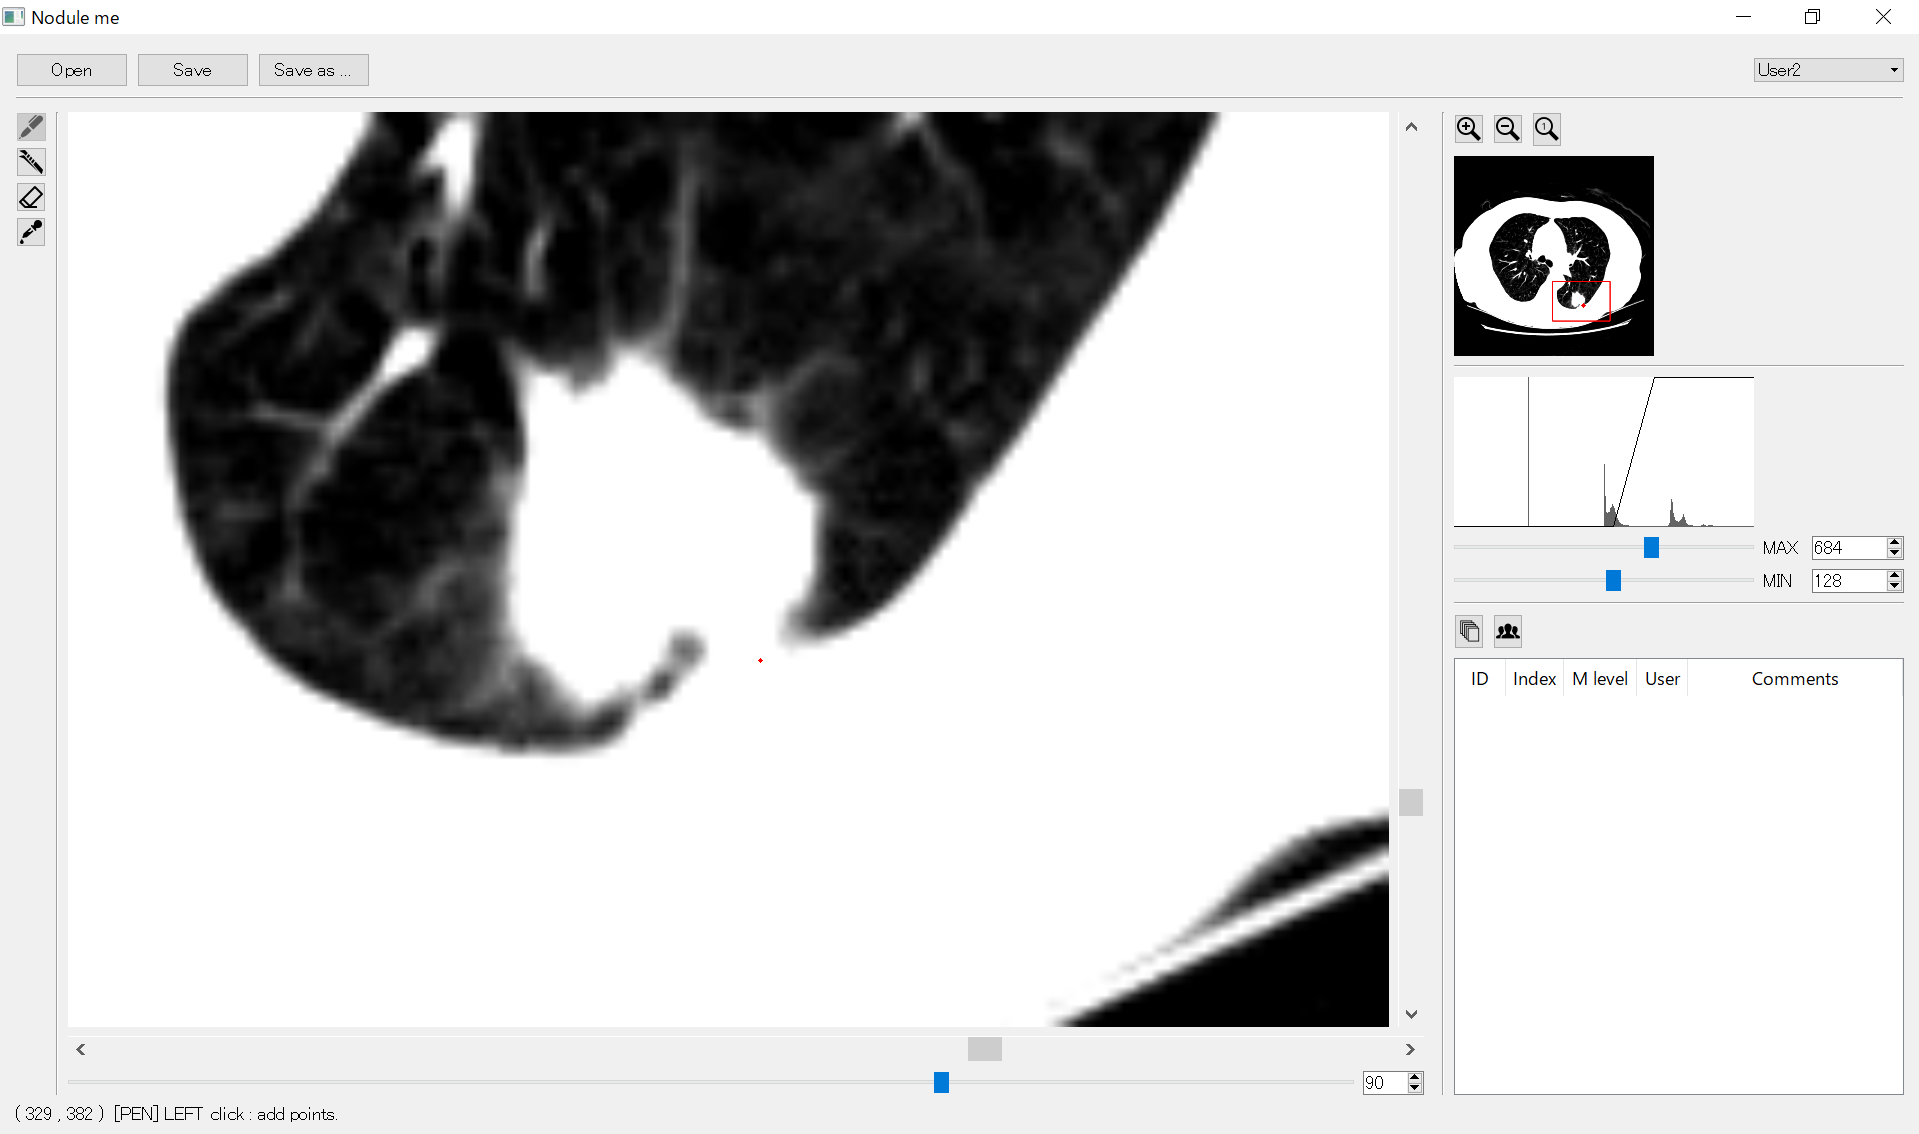 Nodule me
Open Save Save as ... User2
1
MAX 684
MIN 128
ID Index M level User Comments
90
( 329 , 382 ) [PEN] LEFT click : add points.